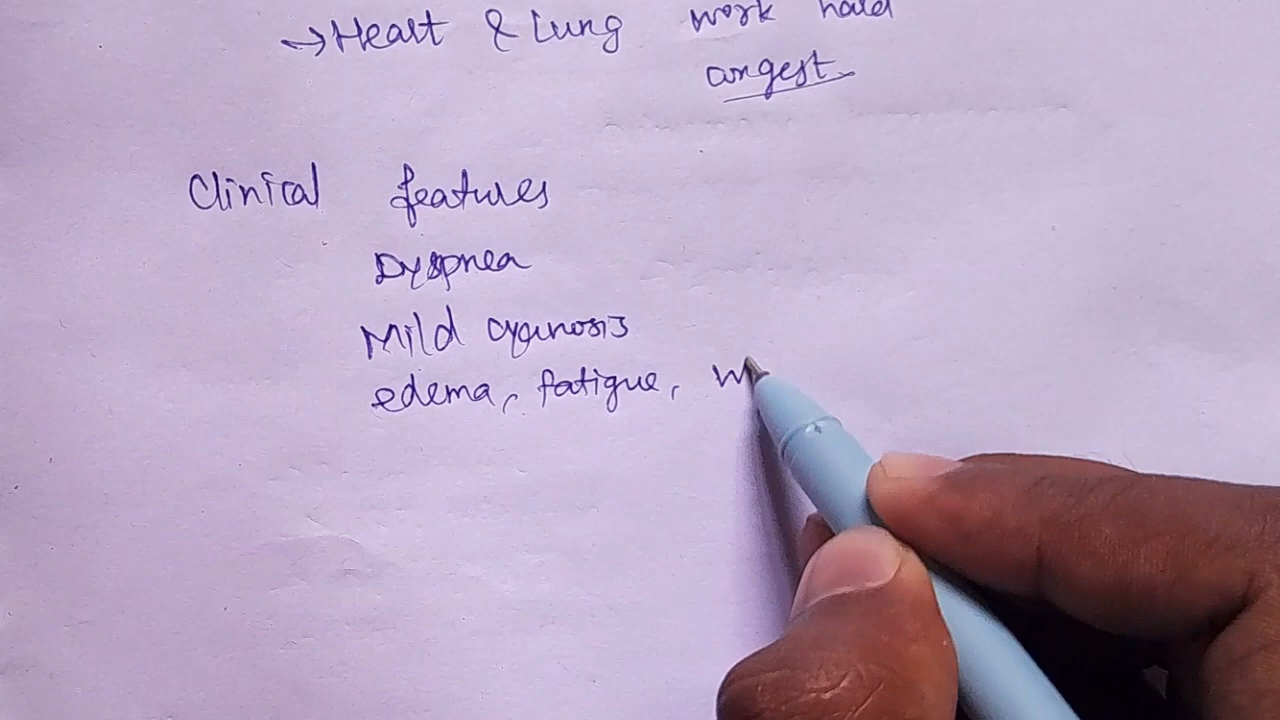 →Heart & Lung work hard
congest.
Clinical features
Dyspnea
Mild cyanosis
edema, fatigue, W